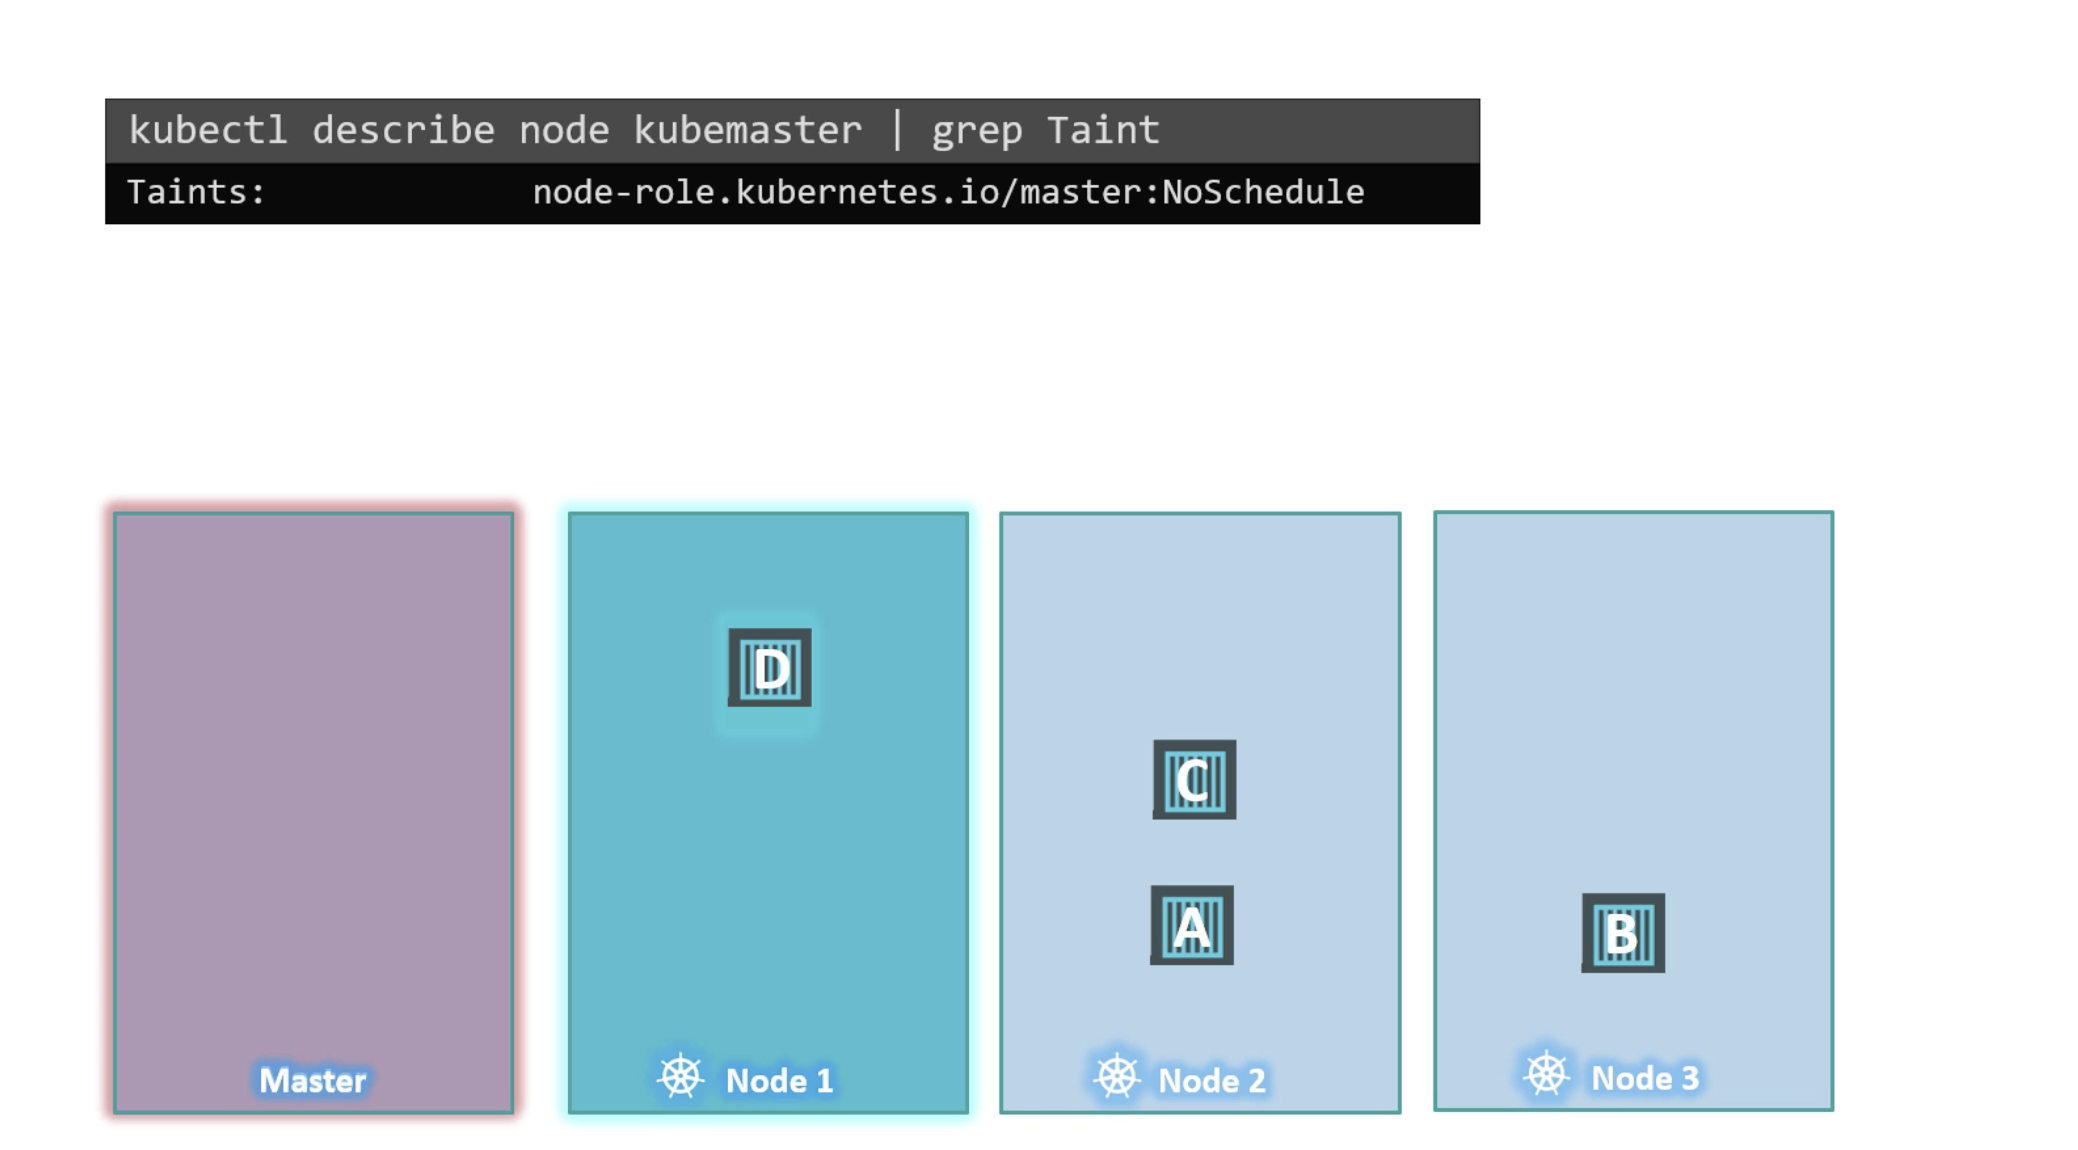 kubectl describe node kubemaster | grep Taint
Taints: node-role.kubernetes.io/master:NoSchedule
D
C
A
B
Master
Node 1
Node 2
Node 3